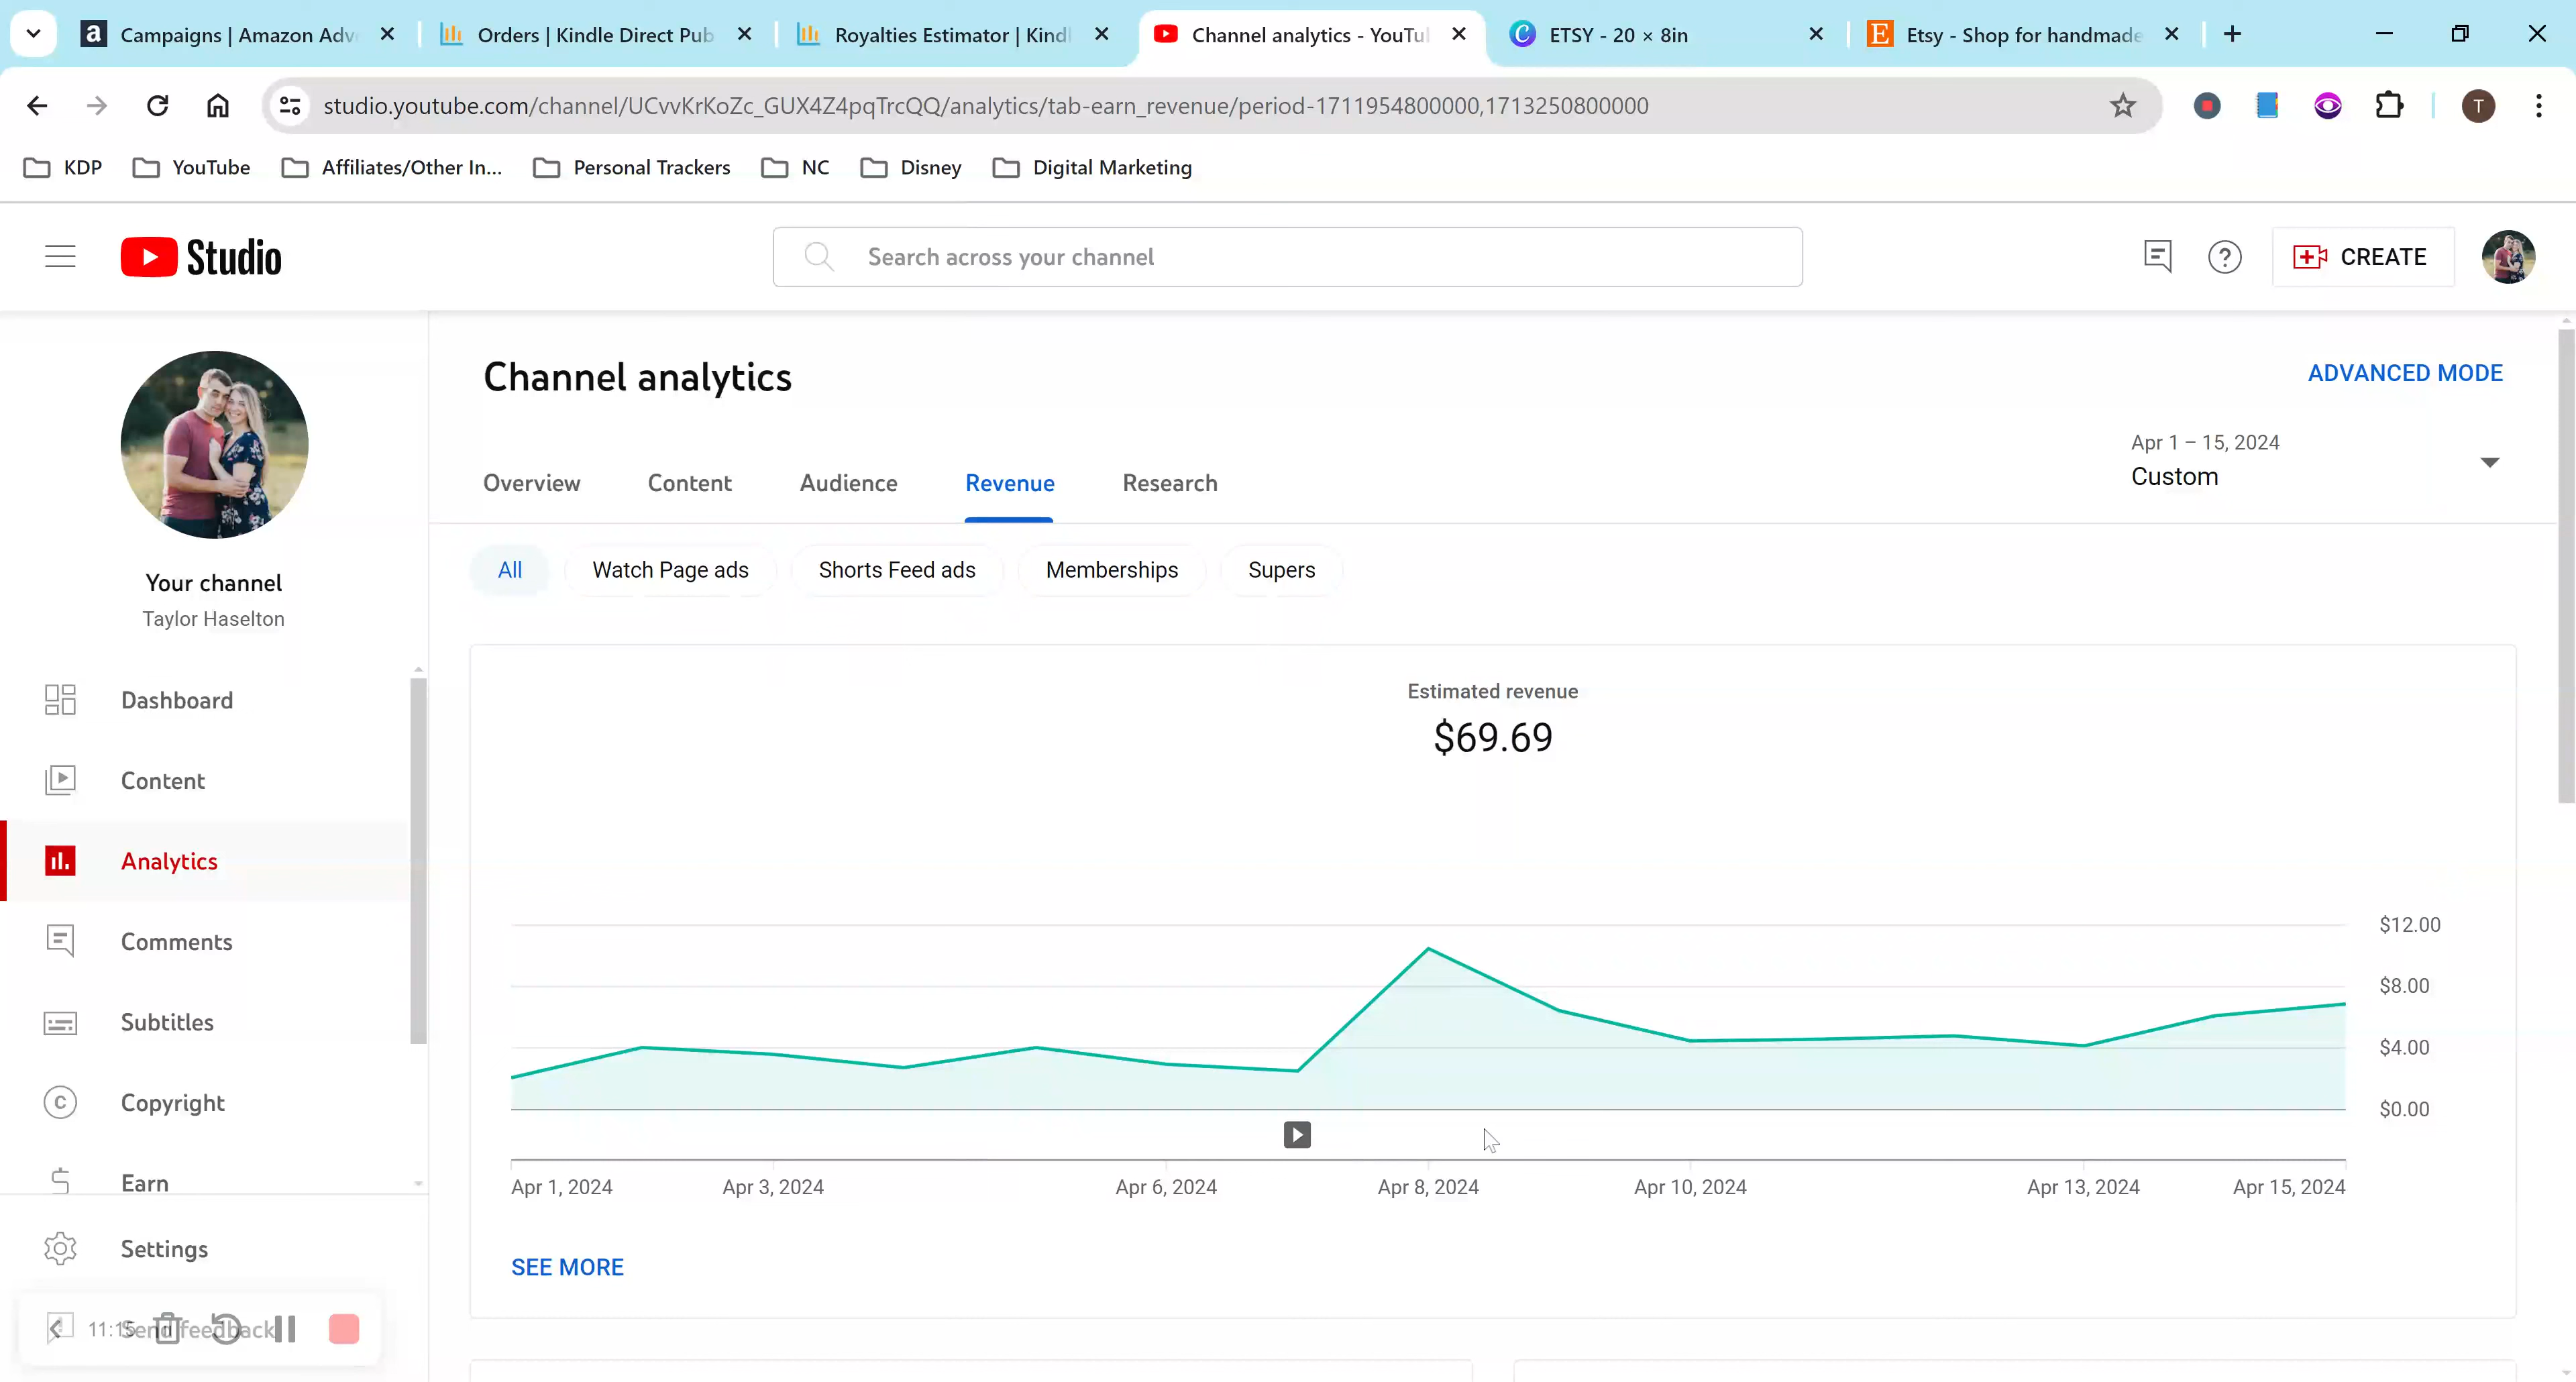 Campaigns | Amazon Adv
Orders | Kindle Direct Pub
Royalties Estimator | Kindl
Channel analytics - YouTu
ETSY - 20 × 8in
Etsy - Shop for handmade
studio.youtube.com/channel/UCvvKrKoZc_GUX4Z4pqTrcQQ/analytics/tab-earn_revenue/period-1711954800000,1713250800000
T
KDP
YouTube
Affiliates/Other In...
Personal Trackers
NC
Disney
Digital Marketing
Studio
Search across your channel
CREATE
Your channel
Taylor Haselton
Dashboard
Content
Analytics
Comments
Subtitles
Copyright
Earn
Settings
Send feedback
11:15
Channel analytics
ADVANCED MODE
Overview
Content
Audience
Revenue
Research
Apr 1 – 15, 2024
Custom
All
Watch Page ads
Shorts Feed ads
Memberships
Supers
Estimated revenue
$69.69
$12.00
$8.00
$4.00
$0.00
Apr 1, 2024
Apr 3, 2024
Apr 6, 2024
Apr 8, 2024
Apr 10, 2024
Apr 13, 2024
Apr 15, 2024
SEE MORE